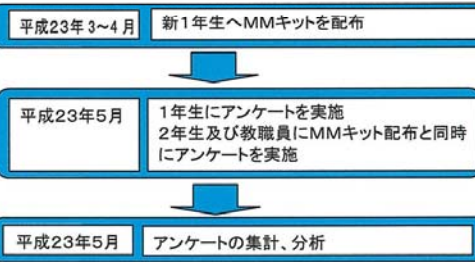 平成23年3~4月 新1年生へMMキットを配布
平成23年5月 1年生にアンケートを実施
2年生及び教職員にMMキット配布と同時
にアンケートを実施
平成23年5月 アンケートの集計、分析